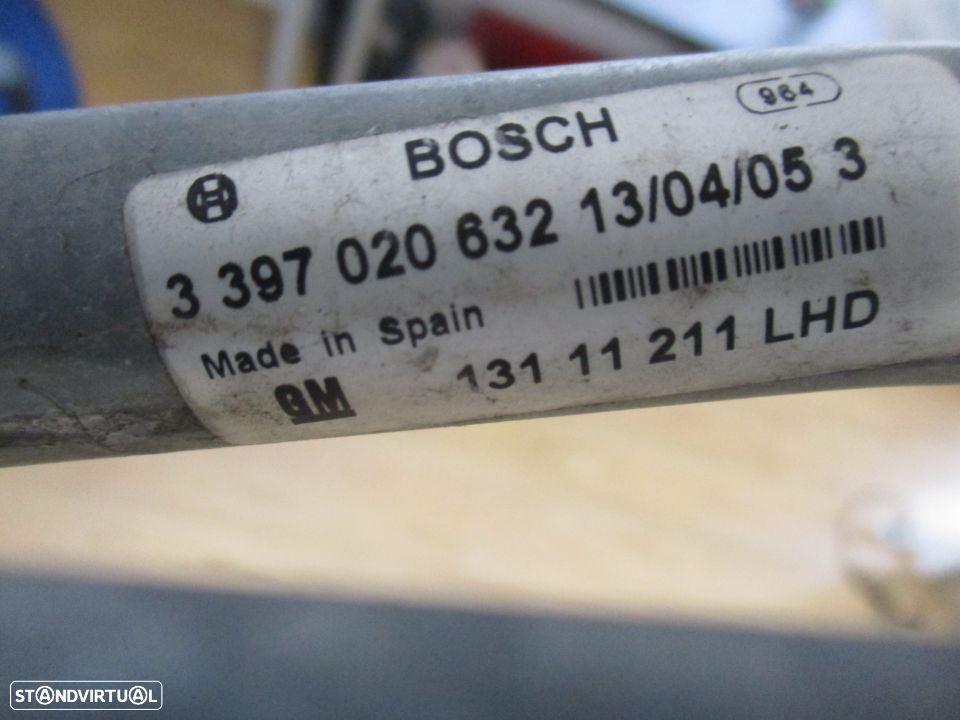 964
BOSCH
3 397 020 632 13/04/05 3
Made in Spain
GM 131 11 211 LHD
STANDVIRTUAL